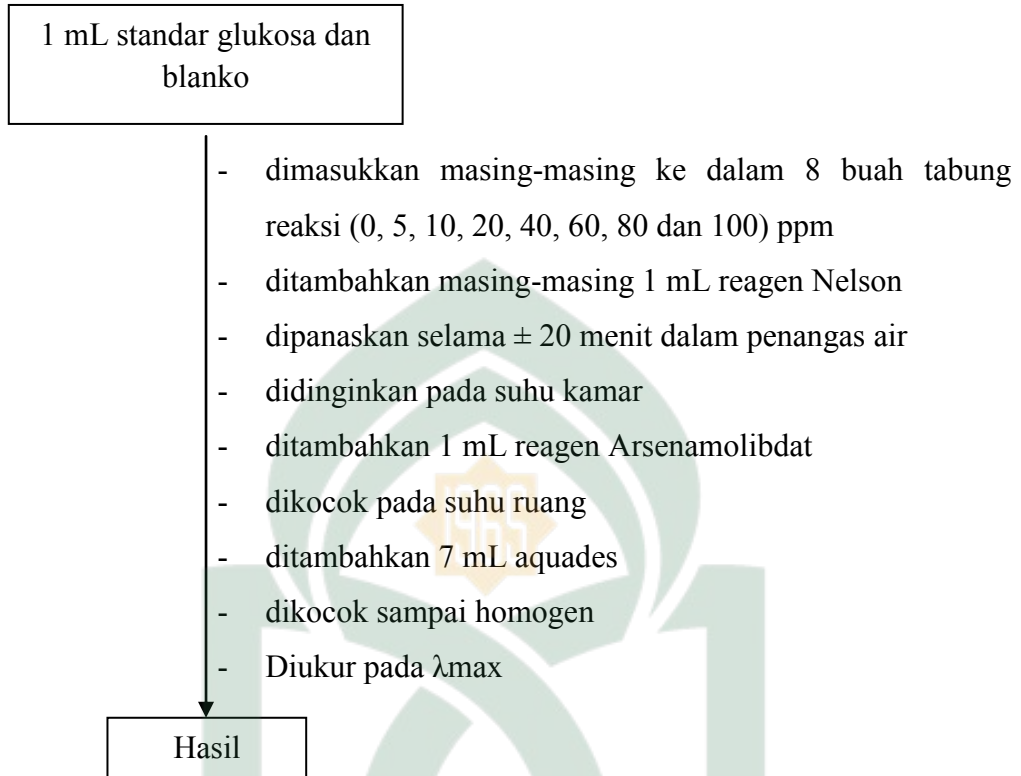 1 mL standar glukosa dan
blanko
- dimasukkan masing-masing ke dalam 8 buah tabung
reaksi (0, 5, 10, 20, 40, 60, 80 dan 100) ppm
- ditambahkan masing-masing 1 mL reagen Nelson
- dipanaskan selama ± 20 menit dalam penangas air
- didinginkan pada suhu kamar
- ditambahkan 1 mL reagen Arsenamolibdat
- dikocok pada suhu ruang
1965
- ditambahkan 7 mL aquades
- dikocok sampai homogen
- Diukur pada λmax
Hasil